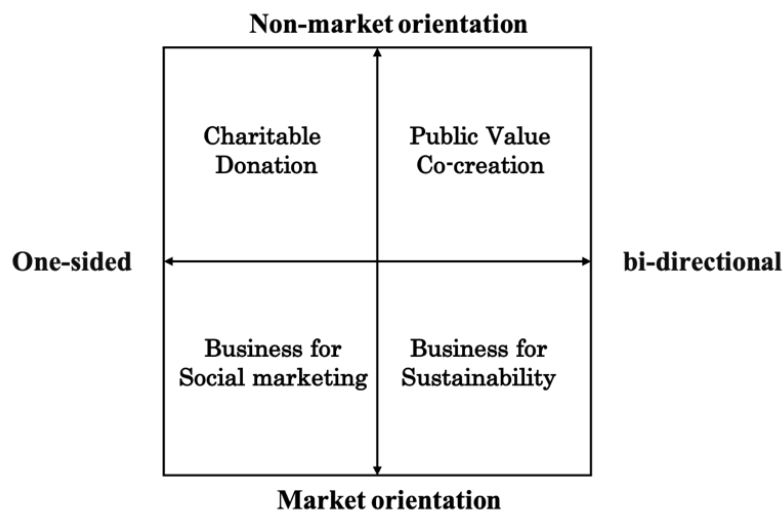 Non-market orientation
Charitable
Donation
Public Value
Co-creation
One-sided
bi-directional
Business for
Social marketing
Business for
Sustainability
Market orientation